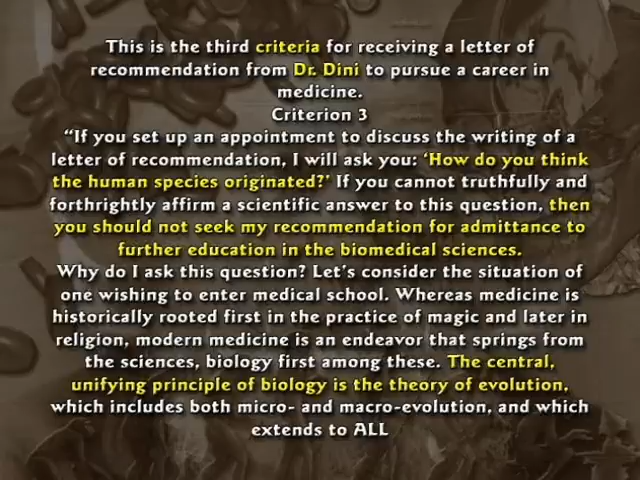 This is the third criteria for receiving a letter of
recommendation from Dr. Dini to pursue a career in
medicine.
Criterion 3
“If you set up an appointment to discuss the writing of a
letter of recommendation, I will ask you: ‘How do you think
the human species originated?’ If you cannot truthfully and
forthrightly affirm a scientific answer to this question, then
you should not seek my recommendation for admittance to
further education in the biomedical sciences.
Why do I ask this question? Let’s consider the situation of
one wishing to enter medical school. Whereas medicine is
historically rooted first in the practice of magic and later in
religion, modern medicine is an endeavor that springs from
the sciences, biology first among these. The central,
unifying principle of biology is the theory of evolution,
which includes both micro- and macro-evolution, and which
extends to ALL